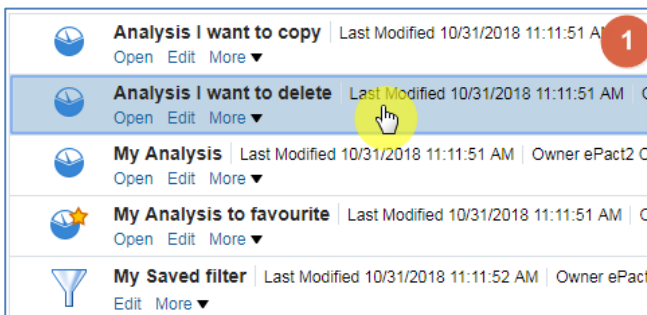 Analysis I want to copy Last Modified 10/31/2018 11:11:51 1
Open Edit More
Analysis I want to delete Last Modified 10/31/2018 11:11:51 AM
Open Edit More
My Analysis Last Modified 10/31/2018 11:11:51 AM Owner ePact2
Open Edit More
My Analysis to favourite Last Modified 10/31/2018 11:11:51 AM
Open Edit More
My Saved filter Last Modified 10/31/2018 11:11:52 AM Owner
Edit More